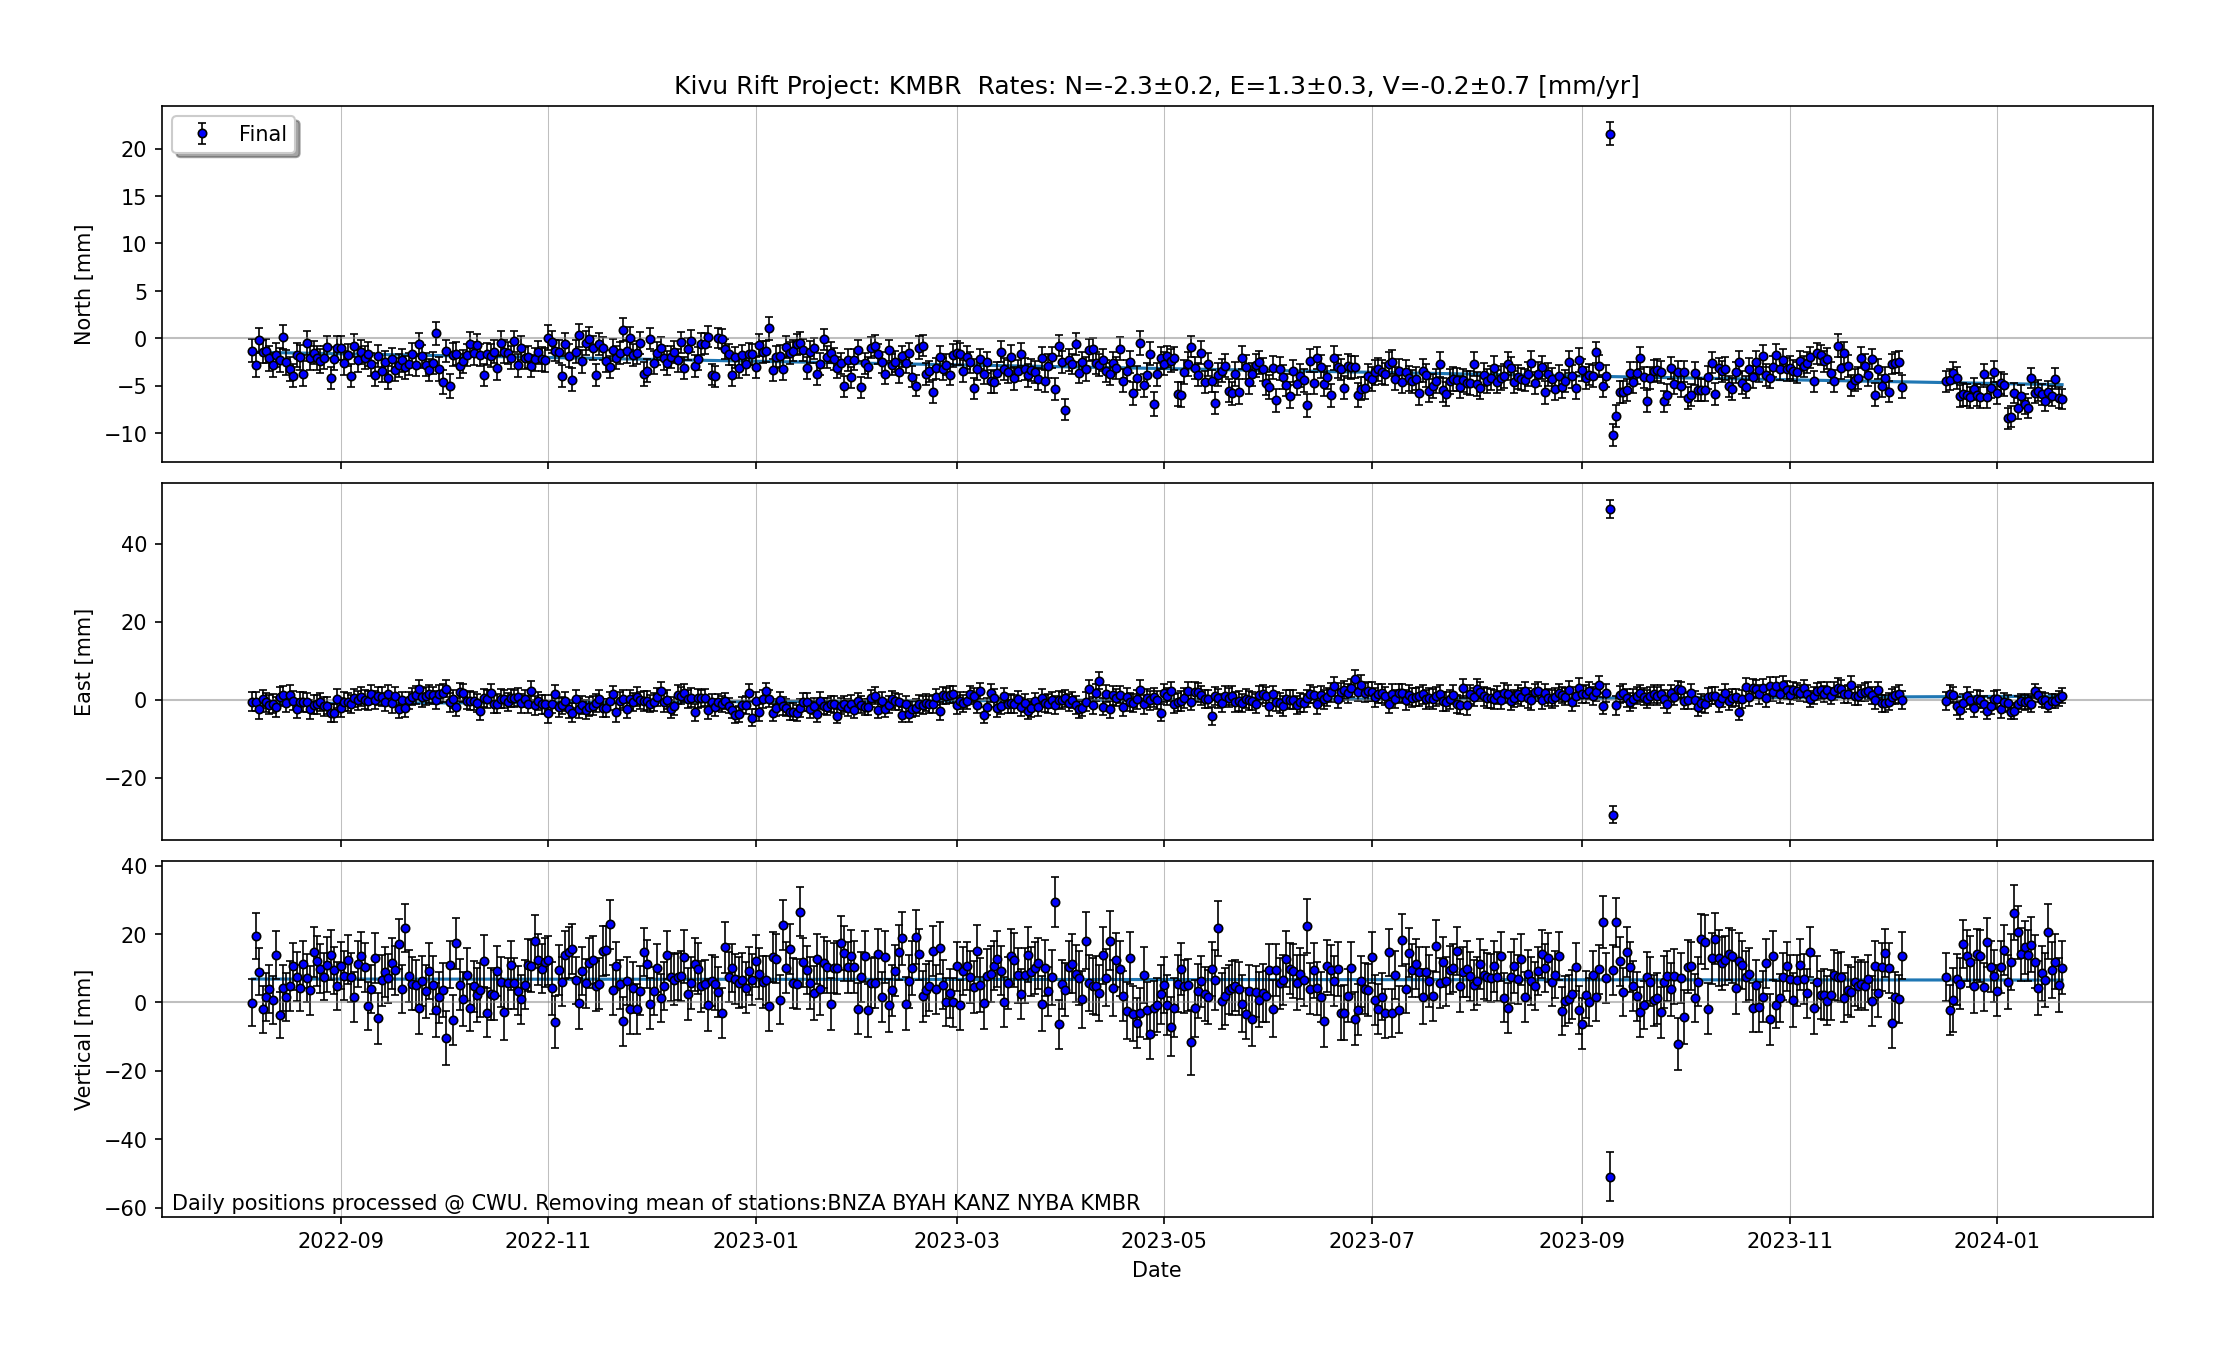 Kivu Rift Project: KMBR  Rates: N=-2.3±0.2, E=1.3±0.3, V=-0.2±0.7 [mm/yr]
Final
North [mm]
20
15
10
5
0
−5
−10
East [mm]
40
20
0
−20
Vertical [mm]
40
20
0
−20
−40
−60
Daily positions processed @ CWU. Removing mean of stations:BNZA BYAH KANZ NYBA KMBR
2022-09 2022-11 2023-01 2023-03 2023-05 2023-07 2023-09 2023-11 2024-01
Date